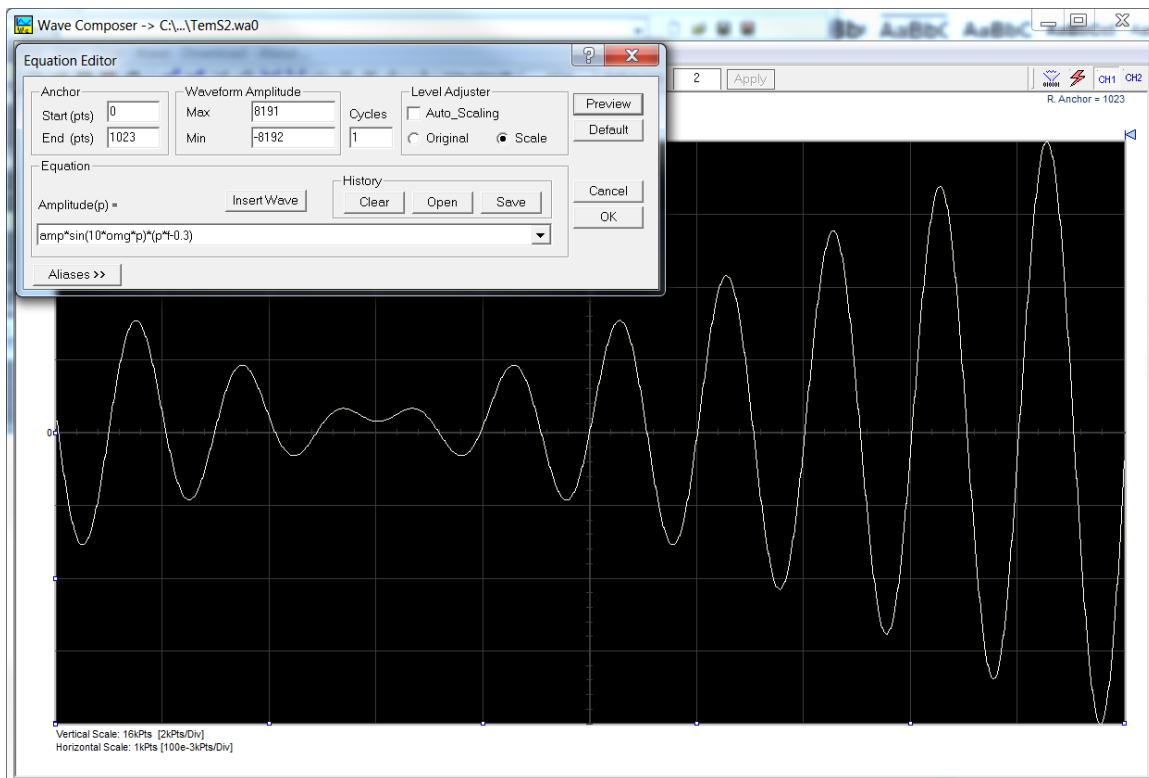 Wave Composer -> C:\...\TemS2.wa0
AaBbC AaBbC
Equation Editor
? X
2 Apply
CH1 CH2
R. Anchor = 1023
Anchor
Start (pts) 0
End (pts) 1023
Waveform Amplitude
Max 8191
Min -8192
Cycles
1
Level Adjuster
Auto_Scaling
Original Scale
Preview
Default
Cancel
OK
Equation
Amplitude(p) =
Insert Wave
History
Clear Open Save
amp*sin(10*omg*p)*(p*f-0.3)
Aliases >>
0
Vertical Scale: 16kPts [2kPts/Div]
Horizontal Scale: 1kPts [100e-3kPts/Div]